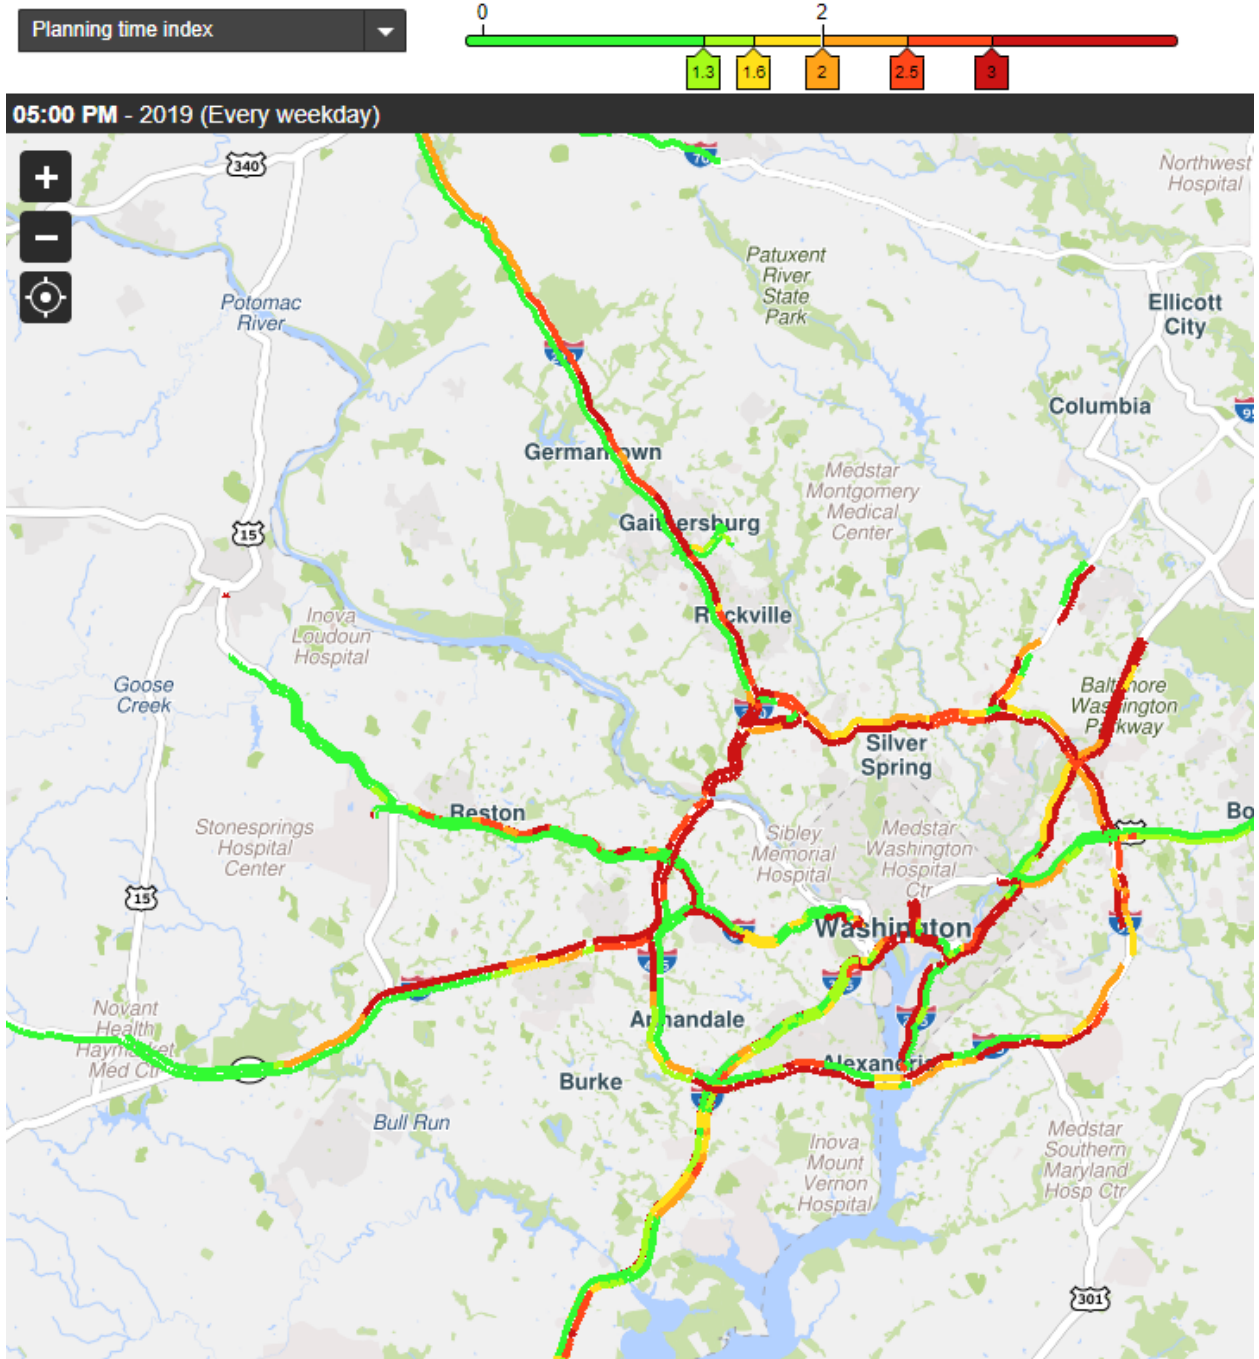 Planning time index
0
2
1.3
1.6
2
2.5
3
05:00 PM - 2019 (Every weekday)
+
−
340
70
Northwest
Hospital
Patuxent
River
State
Park
Potomac
River
Ellicott
City
Columbia
95
Germantown
Medstar
Montgomery
Medical
Center
Gaithersburg
15
Rockville
Inova
Loudoun
Hospital
Goose
Creek
Baltimore
Washington
Parkway
Silver
Spring
Reston
Stonesprings
Hospital
Center
Sibley
Memorial
Hospital
Medstar
Washington
Hospital
Ctr
Bo
15
Washington
Novant
Health
Haymarket
Med Ctr
Annandale
Alexandria
Burke
Bull Run
Inova
Mount
Vernon
Hospital
Medstar
Southern
Maryland
Hosp Ctr
301